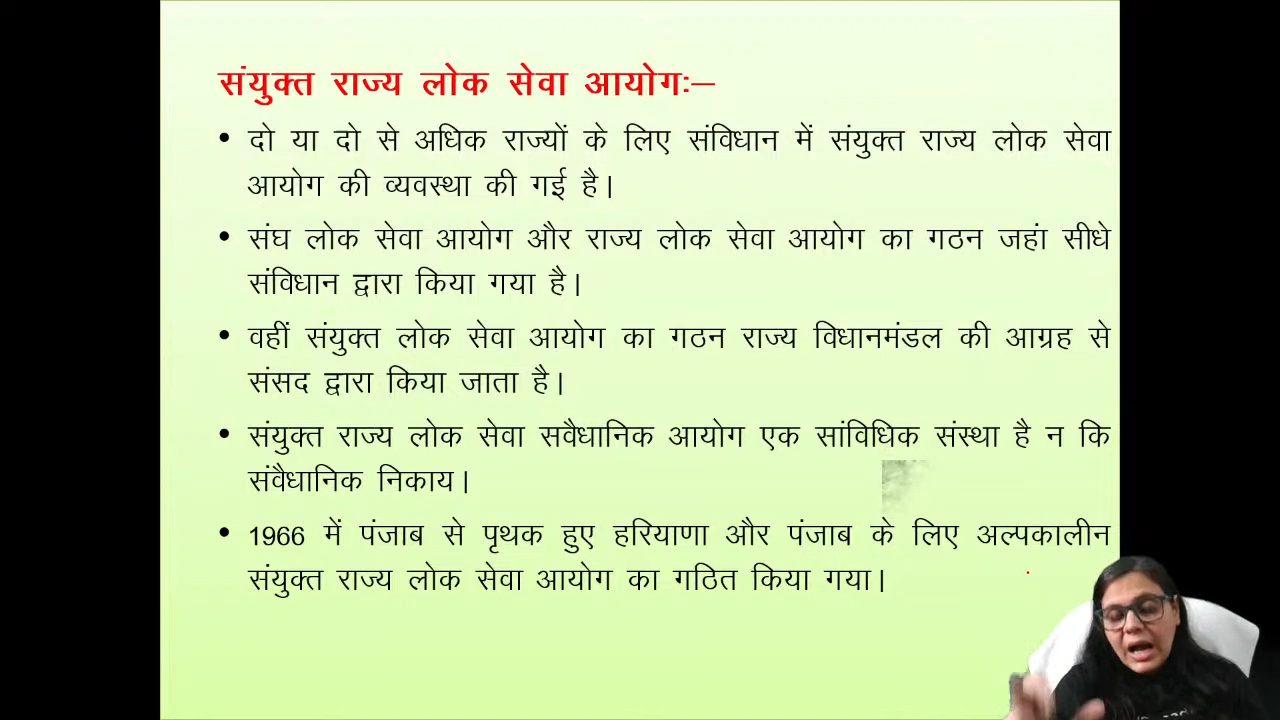 संयुक्त राज्य लोक सेवा आयोगः–
• दो या दो से अधिक राज्यों के लिए संविधान में संयुक्त राज्य लोक सेवा
आयोग की व्यवस्था की गई है।
• संघ लोक सेवा आयोग और राज्य लोक सेवा आयोग का गठन जहां सीधे
संविधान द्वारा किया गया है।
• वहीं संयुक्त लोक सेवा आयोग का गठन राज्य विधानमंडल की आग्रह से
संसद द्वारा किया जाता है।
• संयुक्त राज्य लोक सेवा सवैधानिक आयोग एक सांविधिक संस्था है न कि
संवैधानिक निकाय।
• 1966 में पंजाब से पृथक हुए हरियाणा और पंजाब के लिए अल्पकालीन
संयुक्त राज्य लोक सेवा आयोग का गठित किया गया।